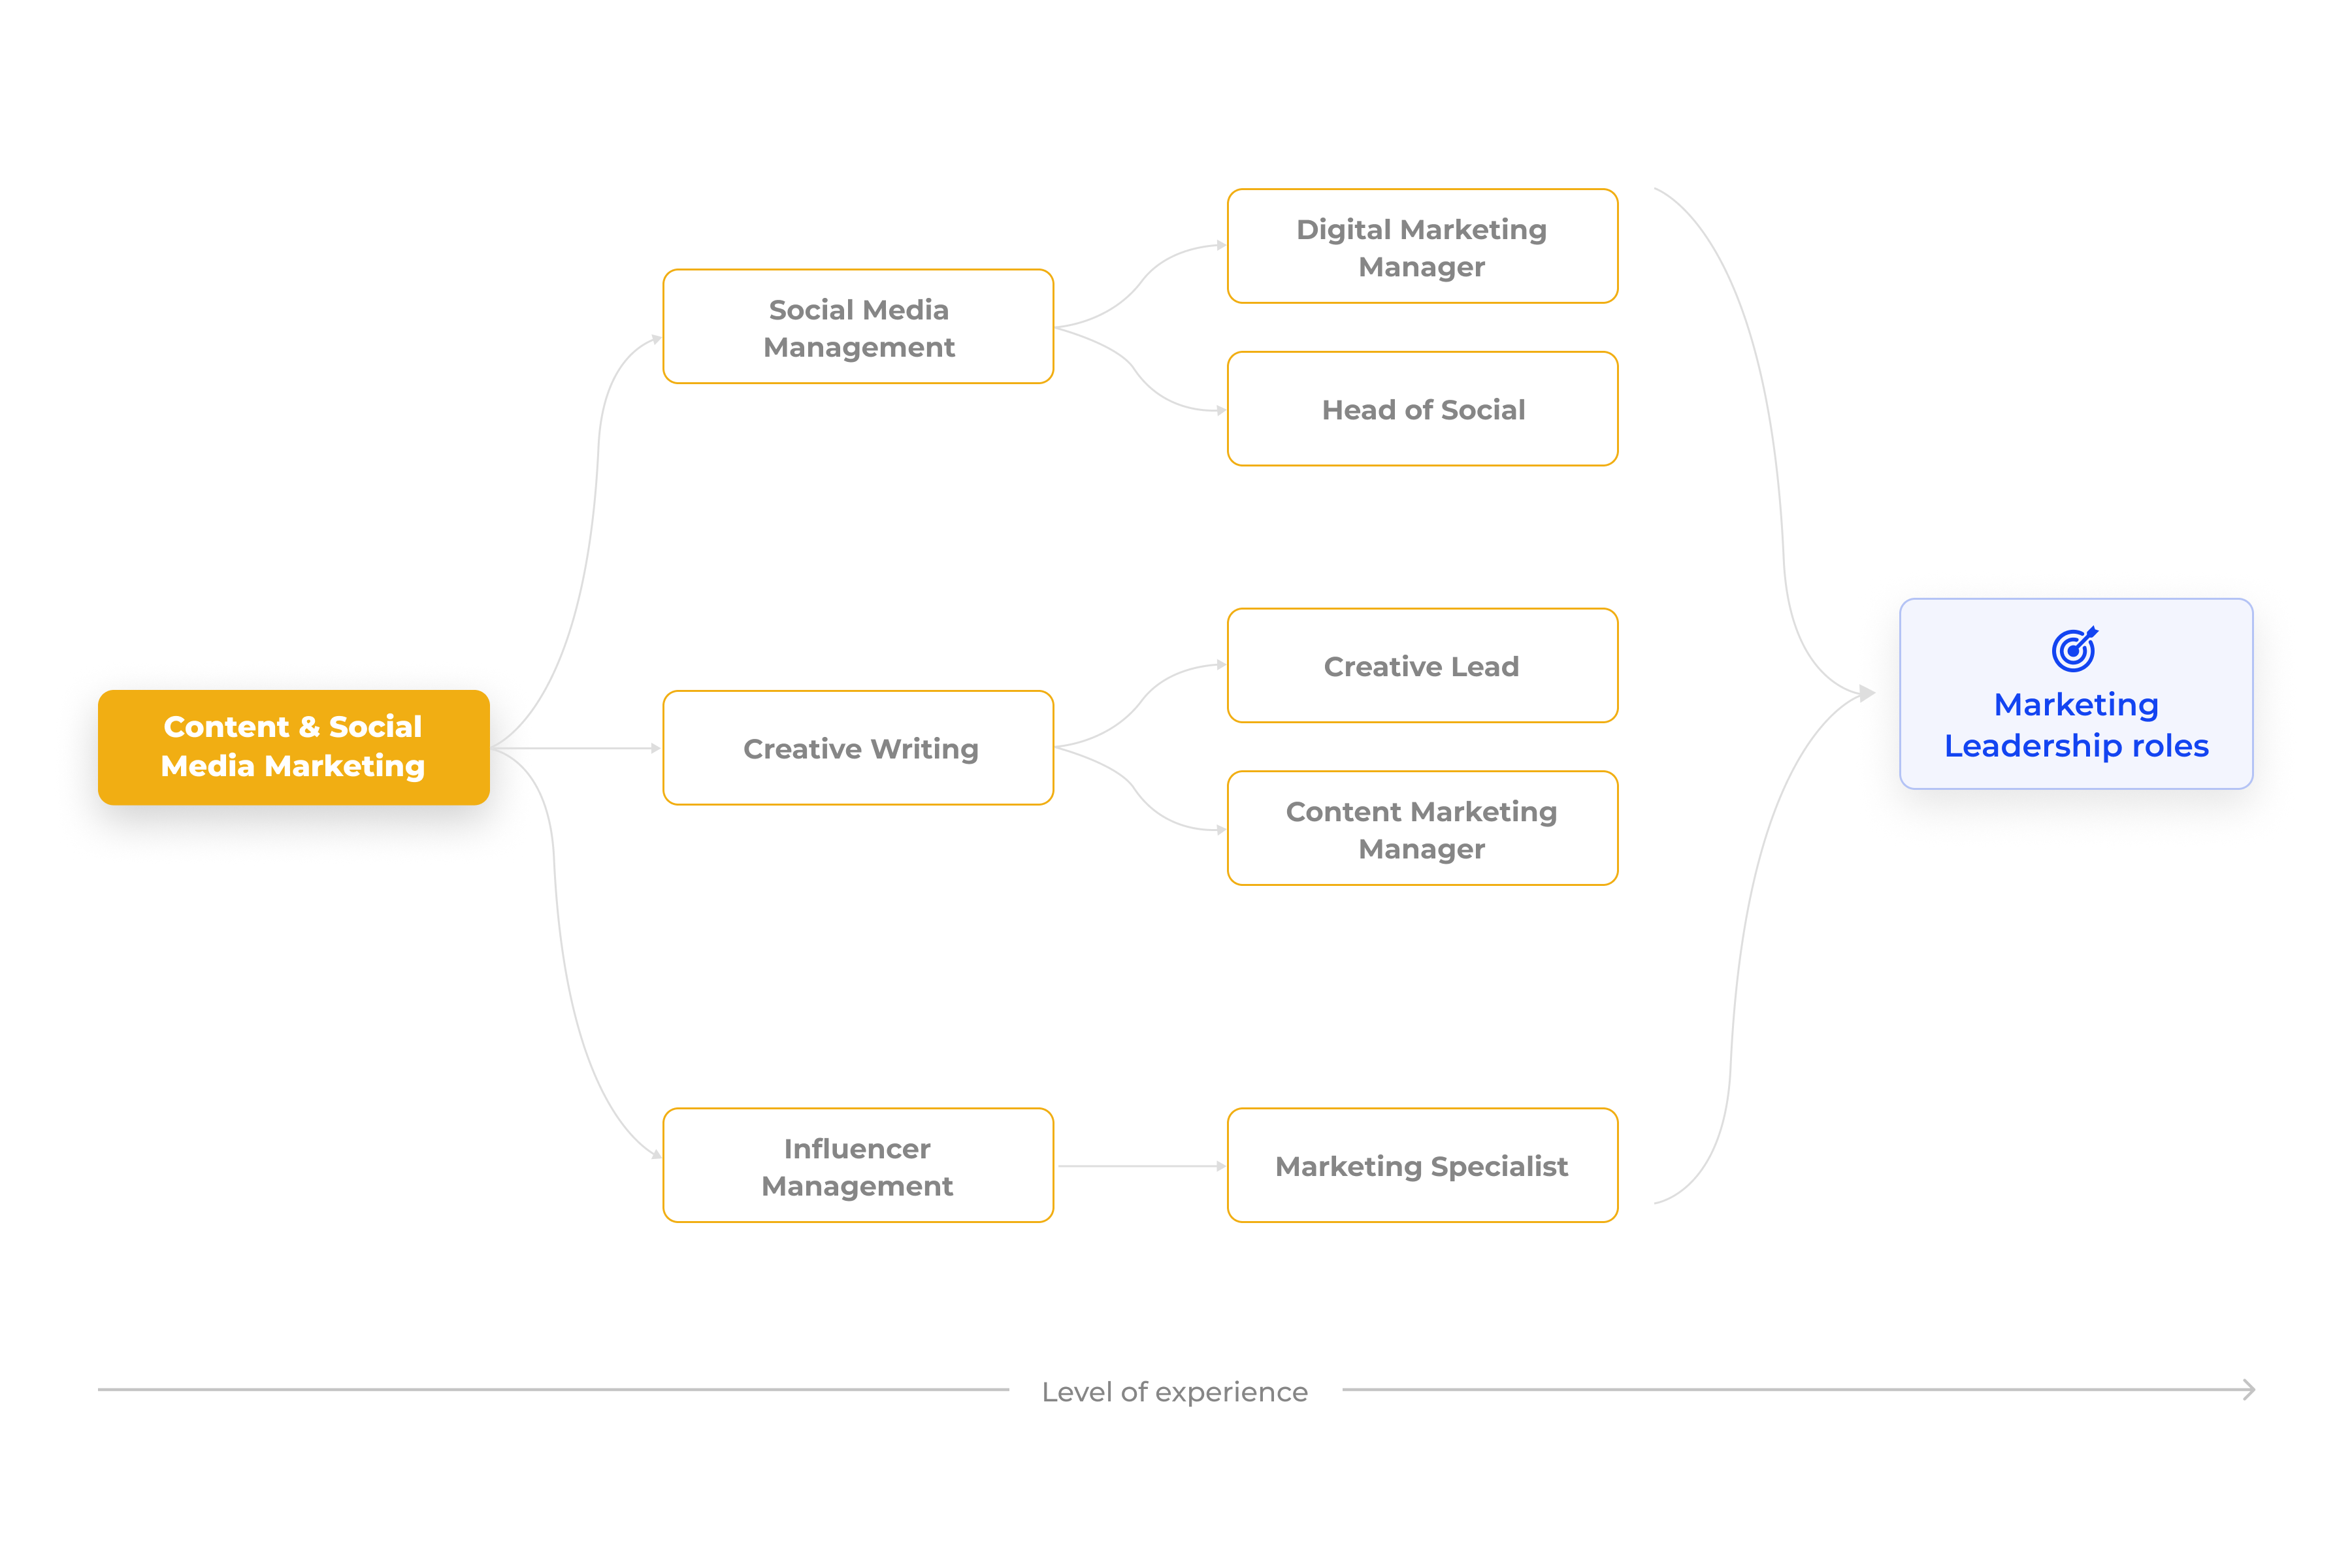 Content & Social
Media Marketing
Social Media
Management
Creative Writing
Influencer
Management
Digital Marketing
Manager
Head of Social
Creative Lead
Content Marketing
Manager
Marketing Specialist
Marketing
Leadership roles
Level of experience